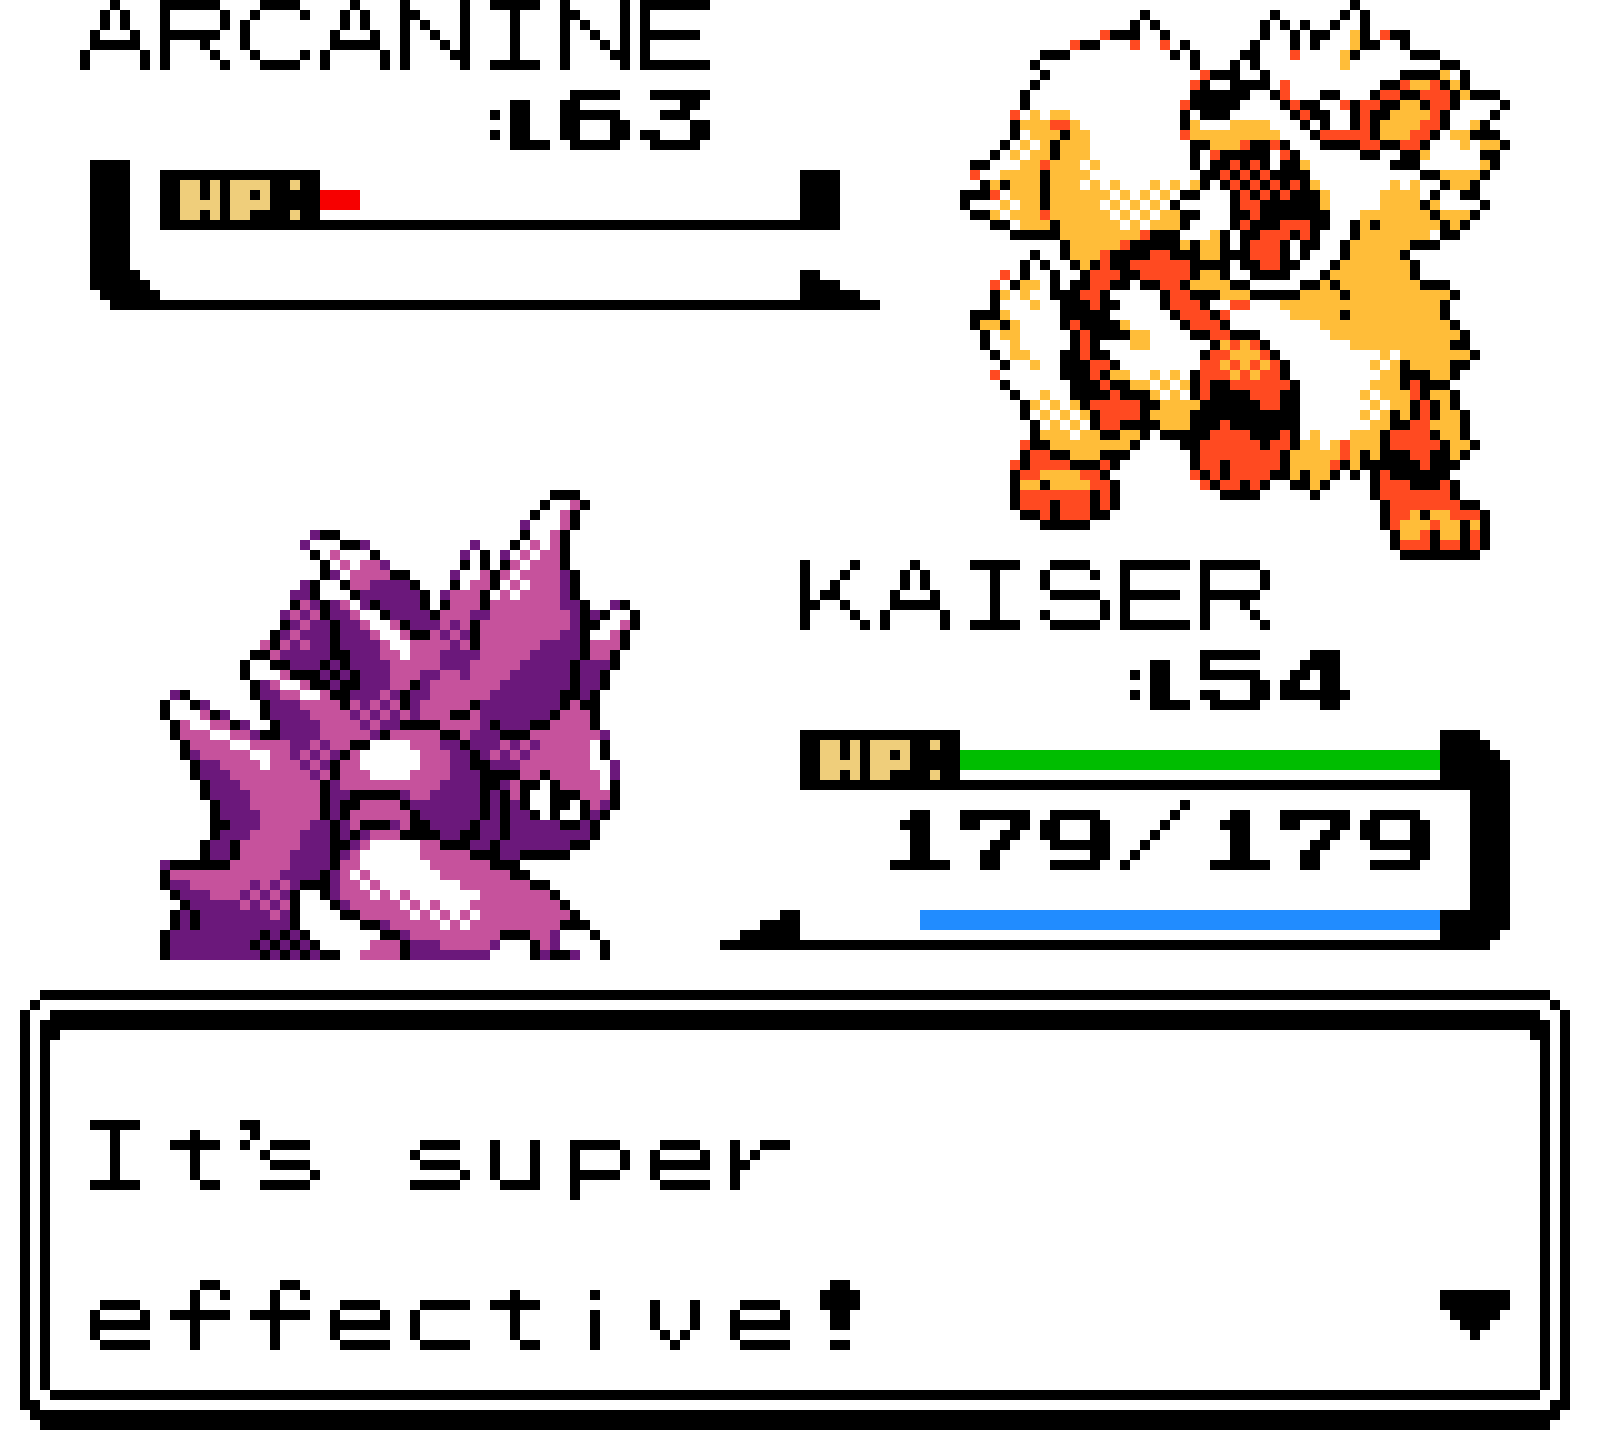 ARCANINE
:L63
HP:
KAISER
:L54
HP:
179/179
It's super
effective!